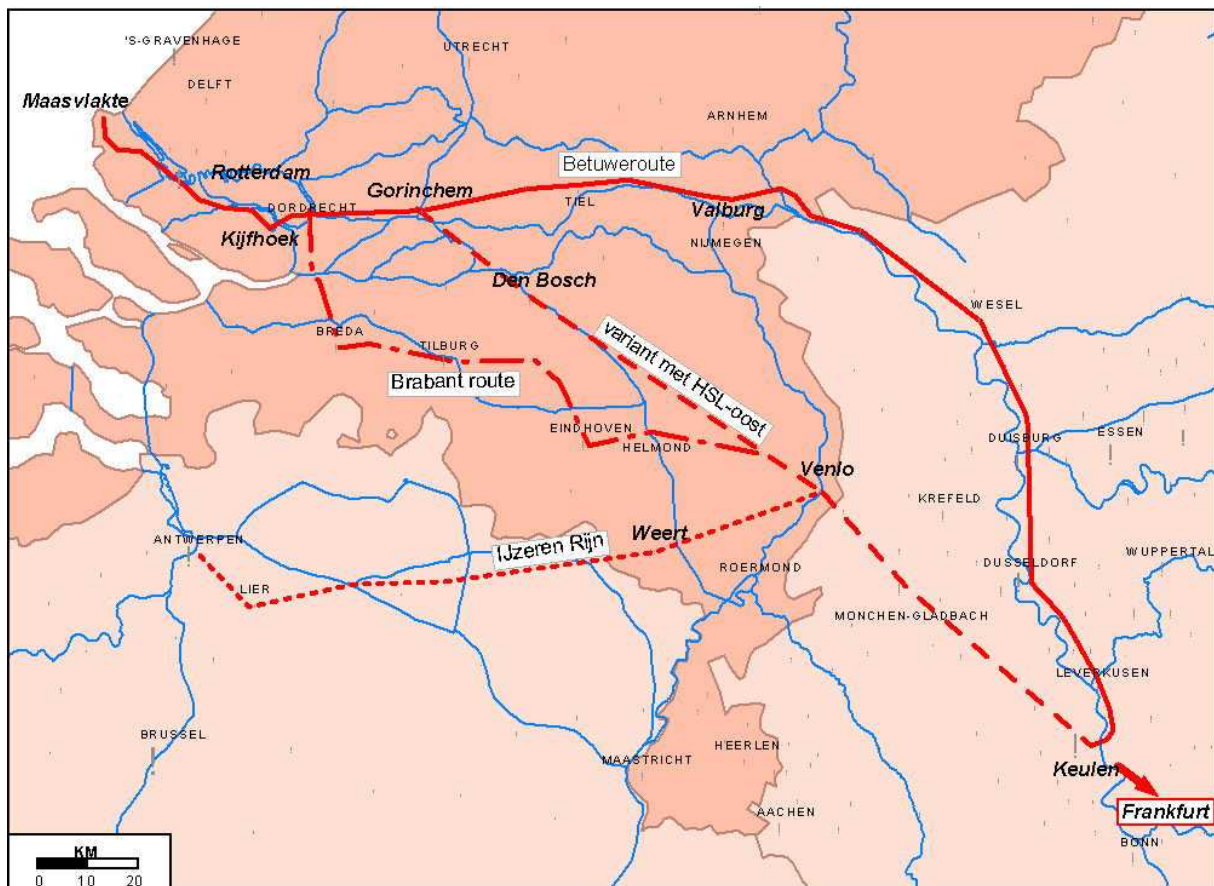 'S-GRAVENHAGE
UTRECHT
DELFT
Maasvlakte
ARNHEM
Rotterdam
Betuweroute
Gorinchem
TIEL
DORDRECHT
Valburg
Kijfhoek
NIJMEGEN
Den Bosch
WESEL
BREDA
TILBURG
variant met HSL-oost
Brabant route
EINDHOVEN
DUISBURG
ESSEN
HELMOND
Venlo
KREFELD
Weert
ANTWERPEN
IJzeren Rijn
WUPPERTAL
ROERMOND
DUSSELDORF
LIER
MONCHEN-GLADBACH
LEVERKUSEN
BRUSSEL
HEERLEN
MAASTRICHT
Keulen
AACHEN
Frankfurt
BONN
KM
0 10 20